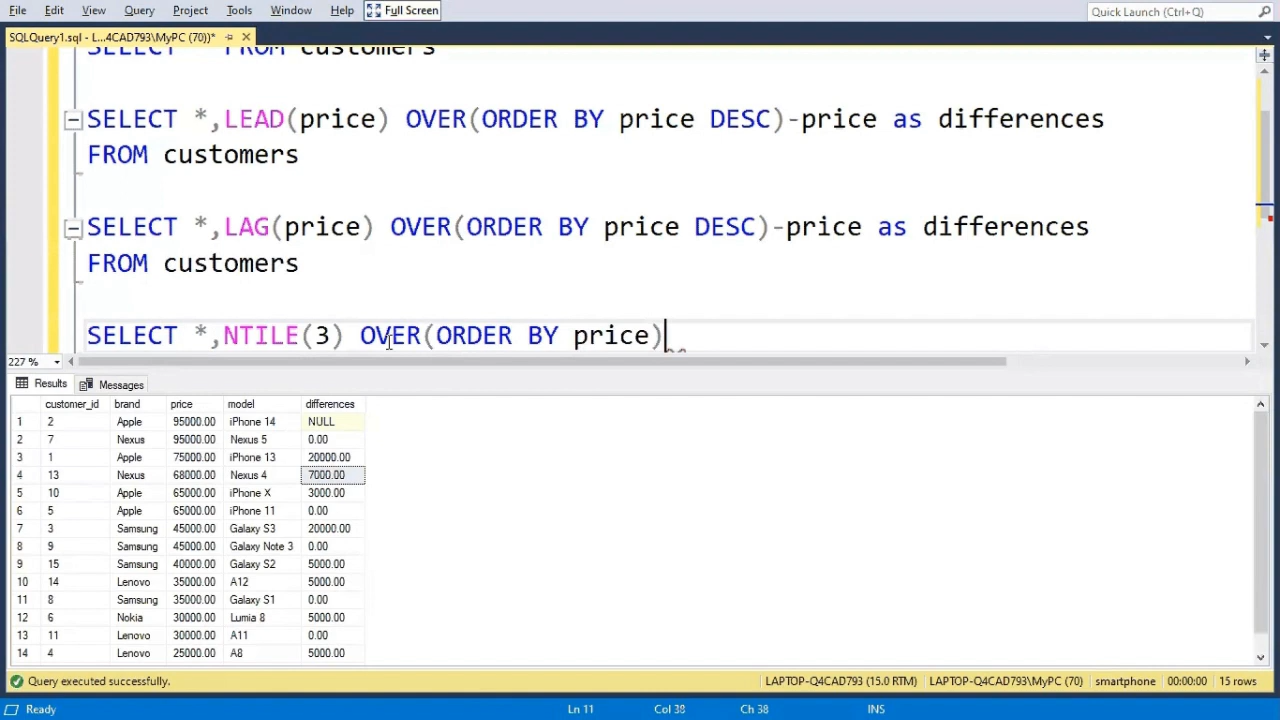 File Edit View Query Project Tools Window Help Full Screen Quick Launch (Ctrl+Q)
SQLQuery1.sql - L...4CAD793\MyPC (70))*
SELECT * FROM customers
SELECT *,LEAD(price) OVER(ORDER BY price DESC)-price as differences
FROM customers
SELECT *,LAG(price) OVER(ORDER BY price DESC)-price as differences
FROM customers
SELECT *,NTILE(3) OVER(ORDER BY price)
227 %
Results Messages
customer_id brand price model differences
1 2 Apple 95000.00 iPhone 14 NULL
2 7 Nexus 95000.00 Nexus 5 0.00
3 1 Apple 75000.00 iPhone 13 20000.00
4 13 Nexus 68000.00 Nexus 4 7000.00
5 10 Apple 65000.00 iPhone X 3000.00
6 5 Apple 65000.00 iPhone 11 0.00
7 3 Samsung 45000.00 Galaxy S3 20000.00
8 9 Samsung 45000.00 Galaxy Note 3 0.00
9 15 Samsung 40000.00 Galaxy S2 5000.00
10 14 Lenovo 35000.00 A12 5000.00
11 8 Samsung 35000.00 Galaxy S1 0.00
12 6 Nokia 30000.00 Lumia 8 5000.00
13 11 Lenovo 30000.00 A11 0.00
14 4 Lenovo 25000.00 A8 5000.00
Query executed successfully. LAPTOP-Q4CAD793 (15.0 RTM) LAPTOP-Q4CAD793\MyPC (70) smartphone 00:00:00 15 rows
Ready Ln 11 Col 38 Ch 38 INS